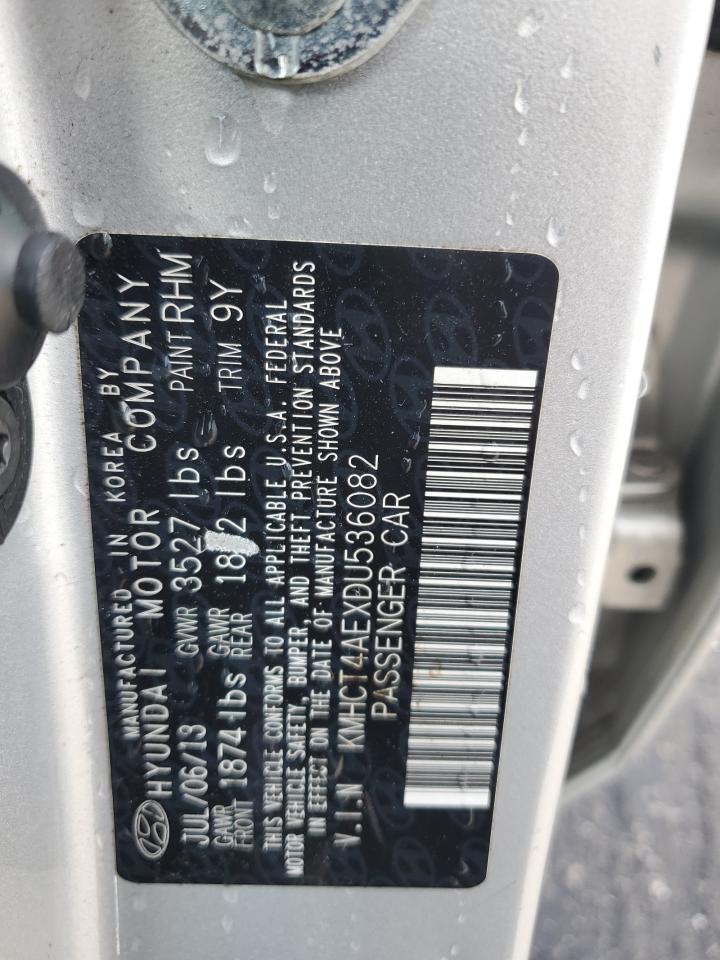 MANUFACTURED IN KOREA BY
HYUNDAI MOTOR COMPANY
JUL/06/13 GVWR 3527 lbs PAINT RHM
GAWR FRONT 1874 lbs GAWR REAR lbs TRIM 9Y
THIS VEHICLE CONFORMS TO ALL APPLICABLE U.S.A. FEDERAL
MOTOR VEHICLE SAFETY, BUMPER, AND THEFT PREVENTION STANDARDS
IN EFFECT ON THE DATE OF MANUFACTURE SHOWN ABOVE
V.I.N KMHCT4AEXDU536082
PASSENGER CAR